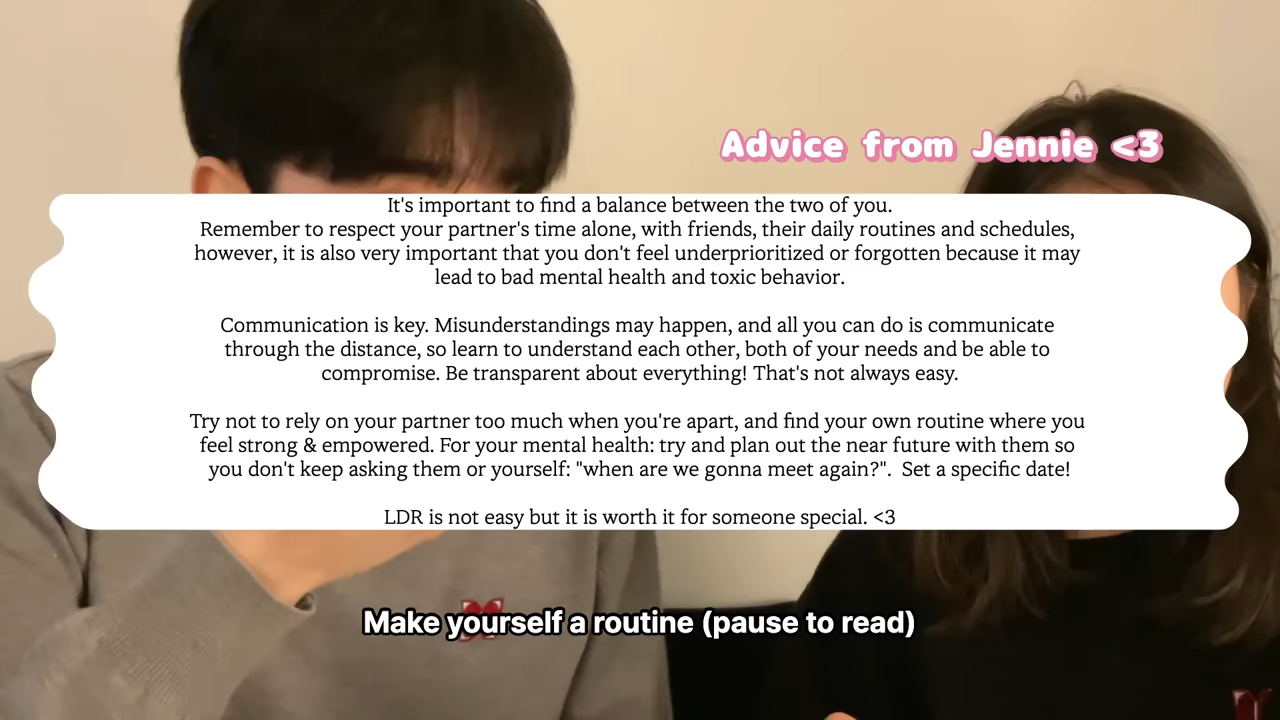 Advice from Jennie <3
It's important to find a balance between the two of you.
Remember to respect your partner's time alone, with friends, their daily routines and schedules,
however, it is also very important that you don't feel underprioritized or forgotten because it may
lead to bad mental health and toxic behavior.
Communication is key. Misunderstandings may happen, and all you can do is communicate
through the distance, so learn to understand each other, both of your needs and be able to
compromise. Be transparent about everything! That's not always easy.
Try not to rely on your partner too much when you're apart, and find your own routine where you
feel strong & empowered. For your mental health: try and plan out the near future with them so
you don't keep asking them or yourself: "when are we gonna meet again?".  Set a specific date!
LDR is not easy but it is worth it for someone special. <3
Make yourself a routine (pause to read)